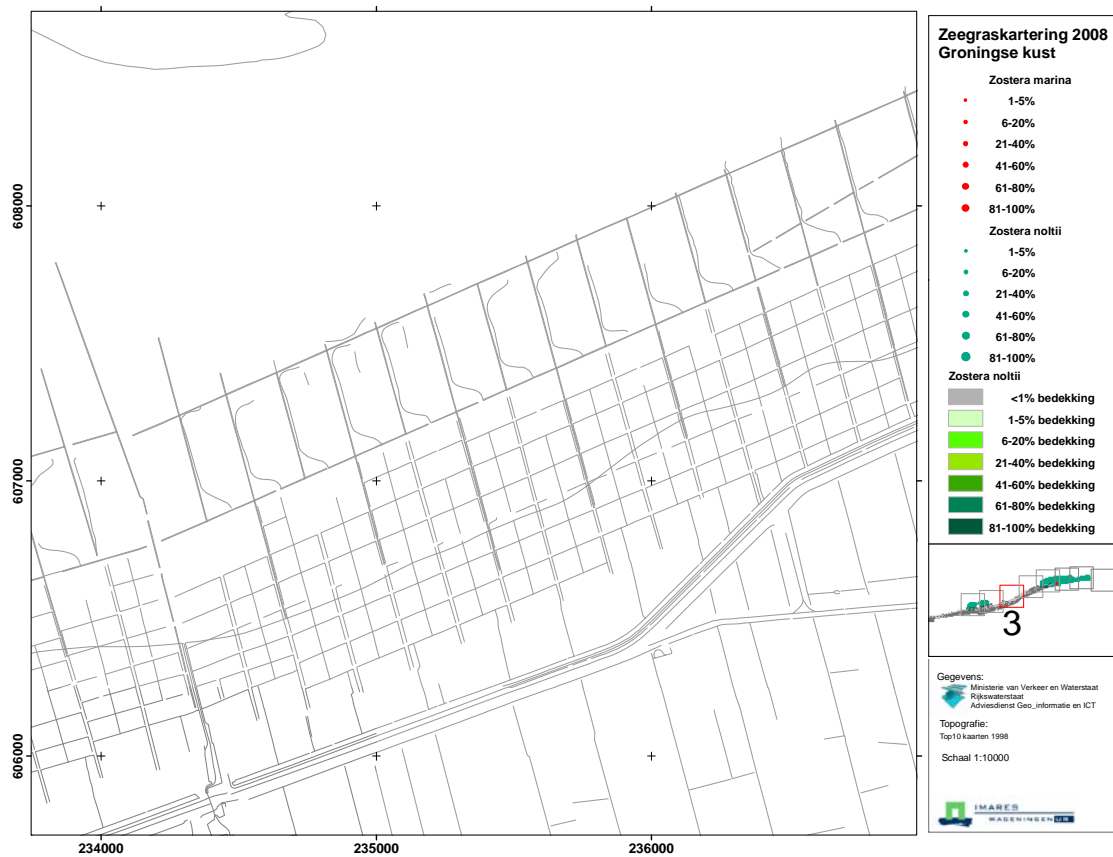 Zeegraskartering 2008
Groningse kust
Zostera marina
1-5%
6-20%
21-40%
41-60%
61-80%
81-100%
Zostera noltii
1-5%
6-20%
21-40%
41-60%
61-80%
81-100%
Zostera noltii
<1% bedekking
1-5% bedekking
6-20% bedekking
21-40% bedekking
41-60% bedekking
61-80% bedekking
81-100% bedekking
3
Gegevens:
Ministerie van Verkeer en Waterstaat
Rijkswaterstaat
Adviesdienst Geo_informatie en ICT
Topografie:
Top10 kaarten 1998
Schaal 1:10000
IMARES
WAGENINGEN UR
608000
607000
606000
234000
235000
236000